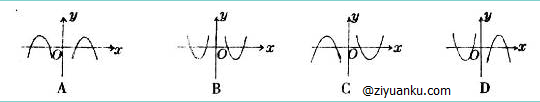 y y y y
O x O x O x O x
A B C D
@ziyuanku.com